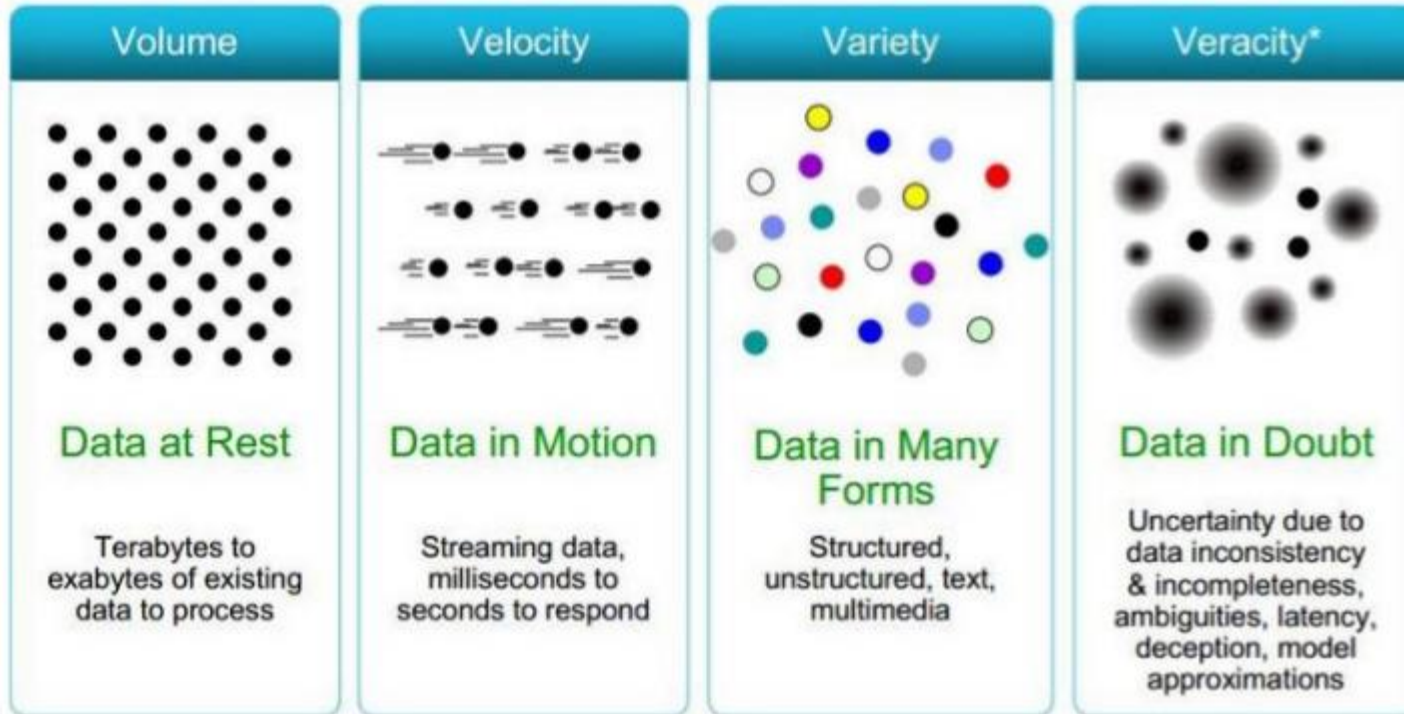 Volume
Data at Rest
Terabytes to
exabytes of existing
data to process
Velocity
Data in Motion
Streaming data,
milliseconds to
seconds to respond
Variety
Data in Many
Forms
Structured,
unstructured, text,
multimedia
Veracity*
Data in Doubt
Uncertainty due to
data inconsistency
& incompleteness,
ambiguities, latency,
deception, model
approximations